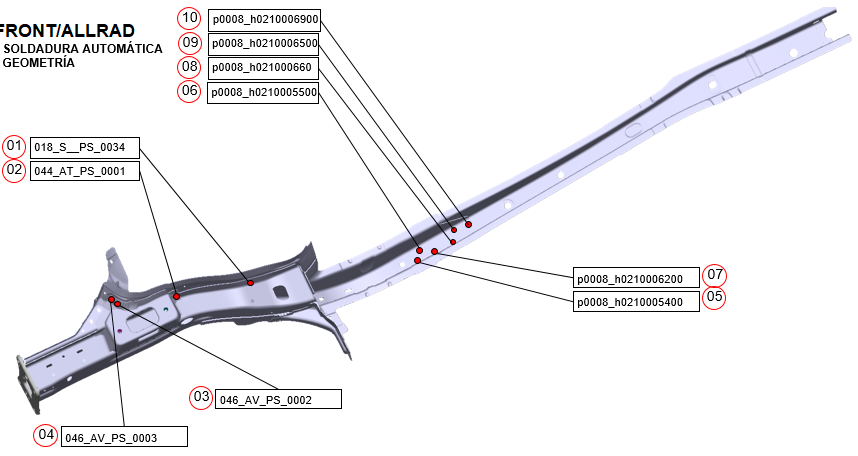 FRONT/ALLRAD
SOLDADURA AUTOMÁTICA
GEOMETRÍA
10 p0008_h0210006900
09 p0008_h0210006500
08 p0008_h021000660
06 p0008_h0210005500
01 018_S__PS_0034
02 044_AT_PS_0001
p0008_h0210006200 07
p0008_h0210005400 05
03 046_AV_PS_0002
04 046_AV_PS_0003